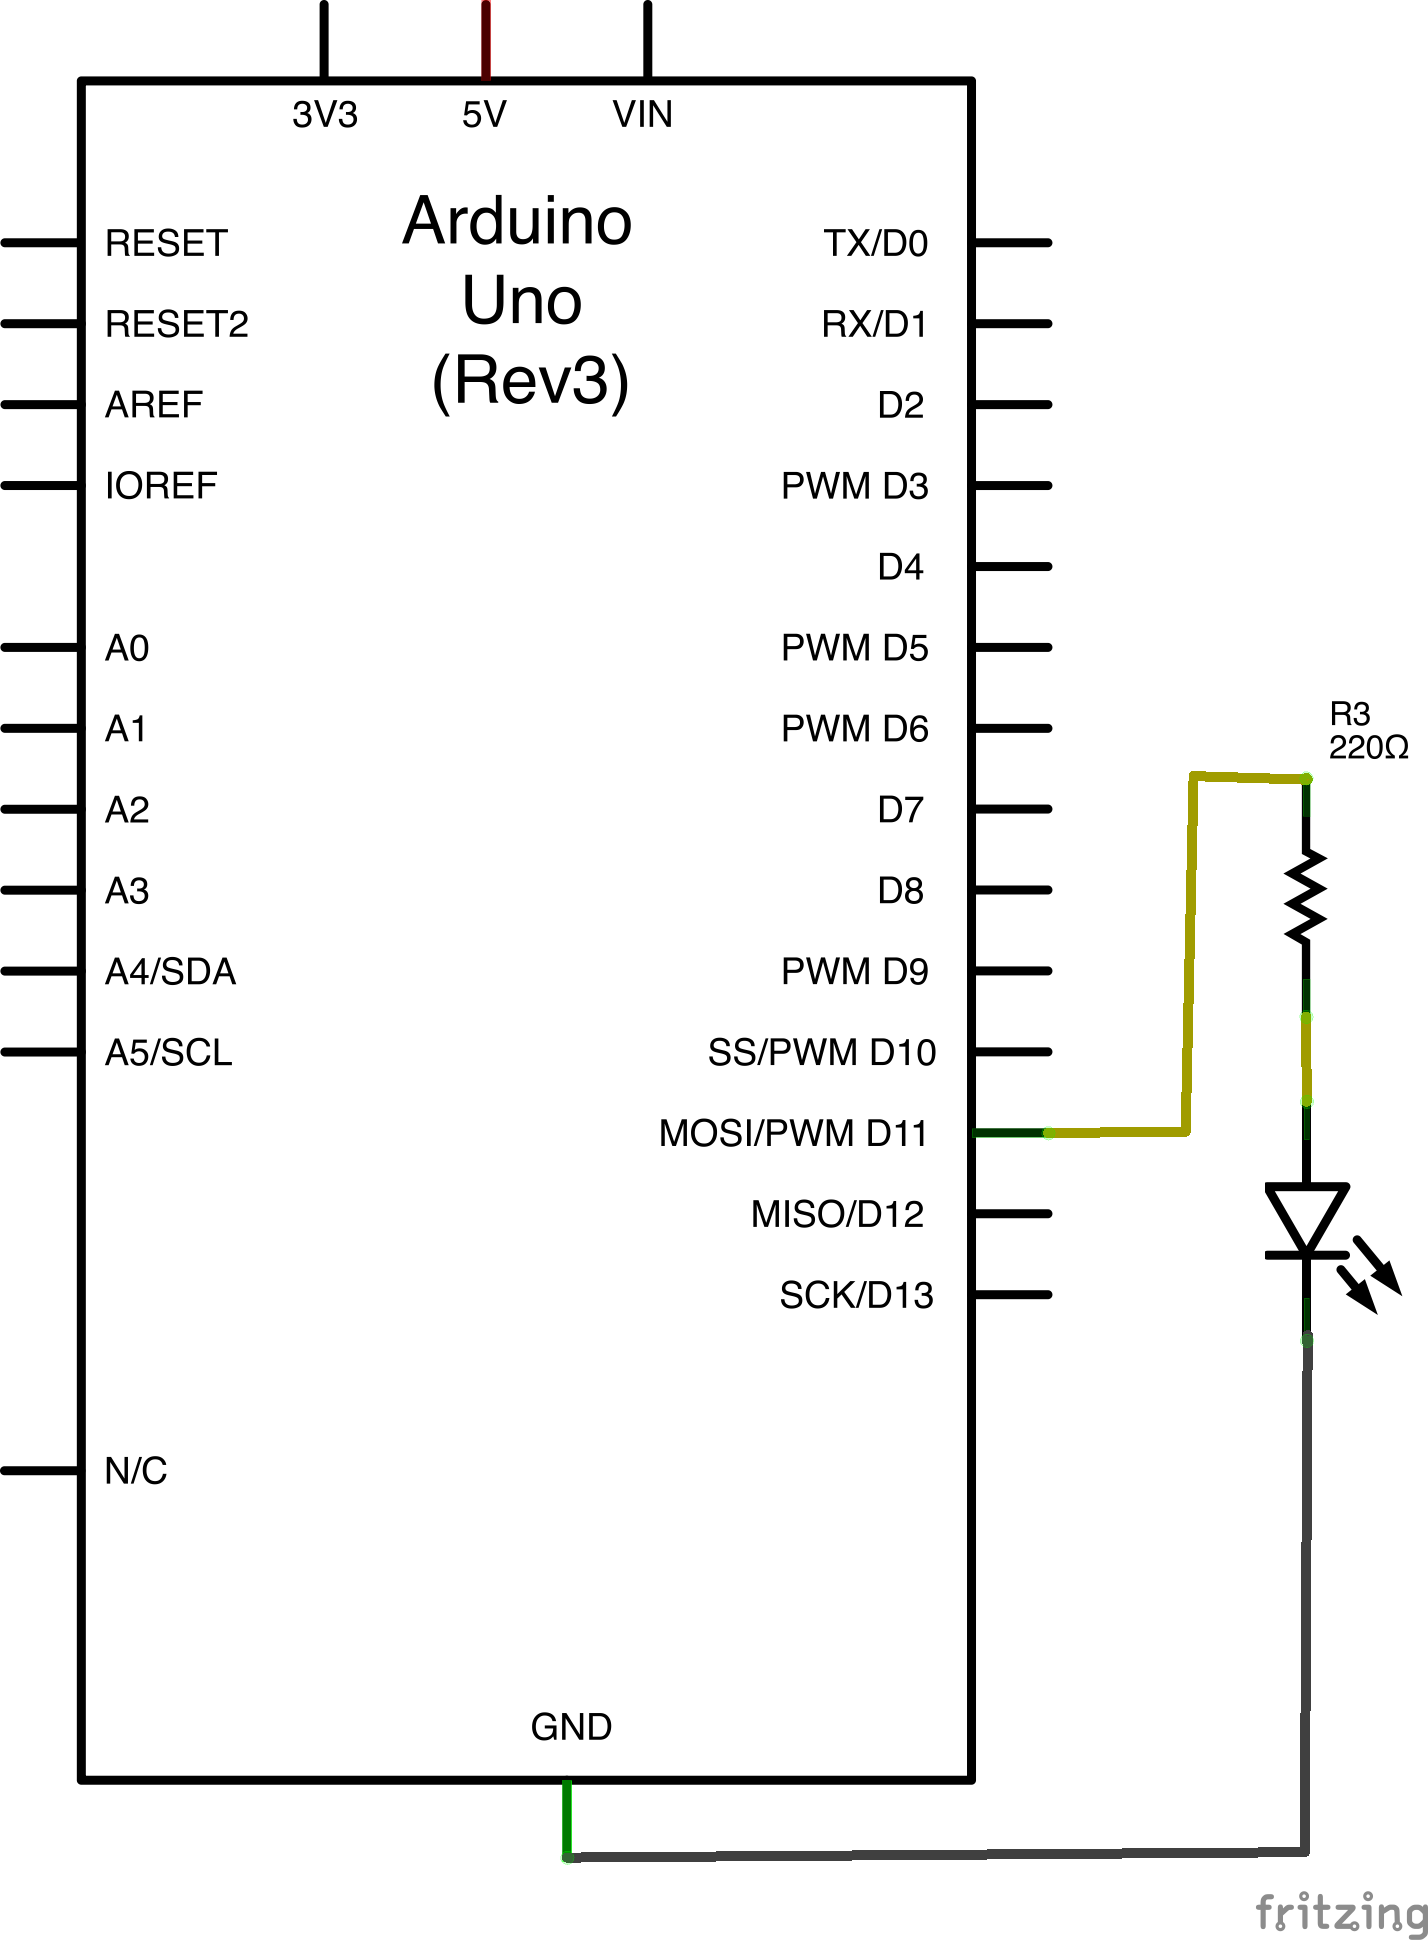 3V3
5V
VIN
Arduino
Uno
(Rev3)
RESET
TX/D0
RESET2
RX/D1
AREF
D2
IOREF
PWM D3
D4
A0
PWM D5
A1
PWM D6
R3
220Ω
A2
D7
A3
D8
A4/SDA
PWM D9
A5/SCL
SS/PWM D10
MOSI/PWM D11
MISO/D12
SCK/D13
N/C
GND
fritzing